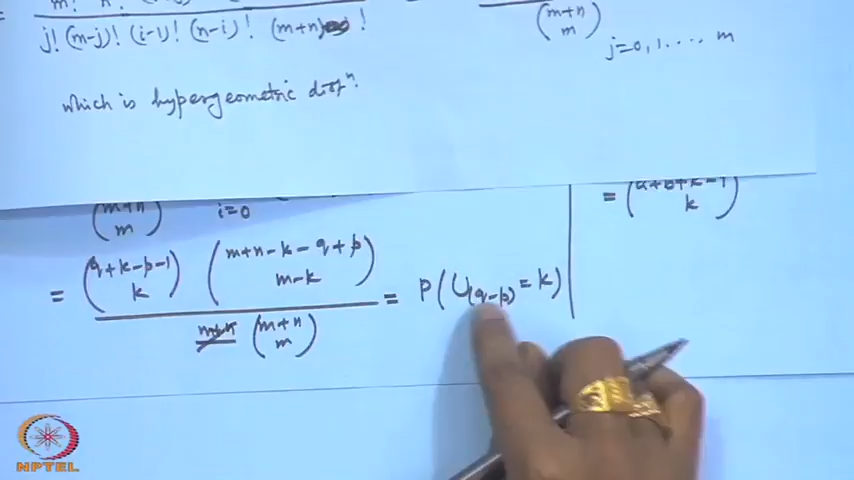 j! (m-j)! (i-1)! (n-i)! (m+n) !
(m+n
m)
j=0,1.... m
which is hypergeometric distⁿ.
(m+n
m) i=0
= (a+b+k-1
k)
= (q+k-p-1
k) (m+n-k-q+p
m-k) = P(U(q-p) = k)
(m+n
m)
NPTEL